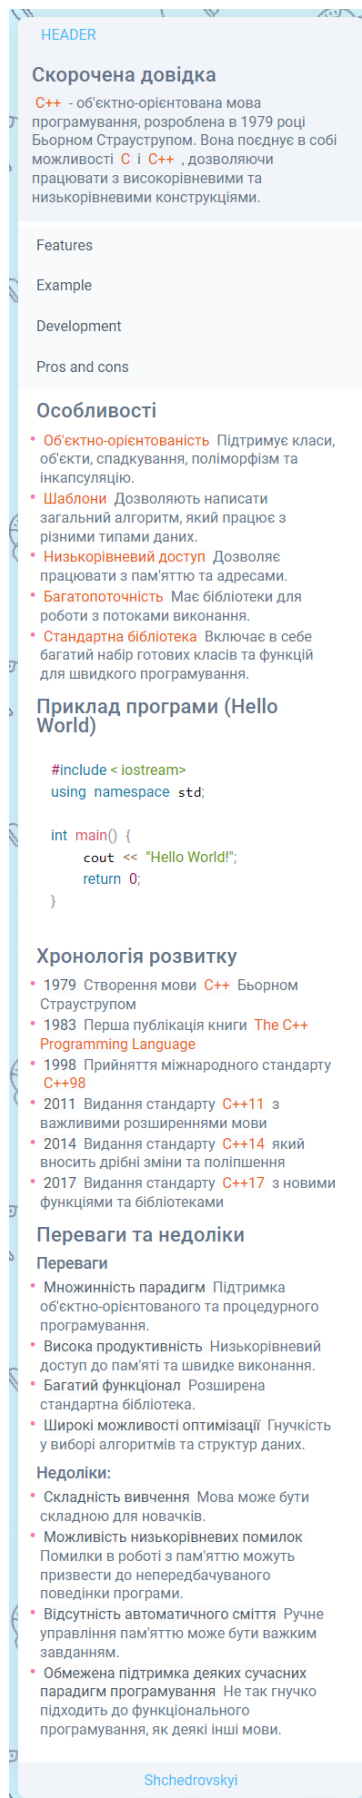 HEADER
Скорочена довідка
C++ - об'єктно-орієнтована мова
програмування, розроблена в 1979 році
Бьорном Страуструпом. Вона поєднує в собі
можливості C і C++ , дозволяючи
працювати з високорівневими та
низькорівневими конструкціями.
Features
Example
Development
Pros and cons
Особливості
• Об'єктно-орієнтованість Підтримує класи,
об'єкти, спадкування, поліморфізм та
інкапсуляцію.
• Шаблони Дозволяють написати
загальний алгоритм, який працює з
різними типами даних.
• Низькорівневий доступ Дозволяє
працювати з пам'яттю та адресами.
• Багатопоточність Має бібліотеки для
роботи з потоками виконання.
• Стандартна бібліотека Включає в себе
багатий набір готових класів та функцій
для швидкого програмування.
Приклад програми (Hello
World)
#include < iostream>
using namespace std;
int main() {
cout << "Hello World!";
return 0;
}
Хронологія розвитку
• 1979 Створення мови C++ Бьорном
Страуструпом
• 1983 Перша публікація книги The C++
Programming Language
• 1998 Прийняття міжнародного стандарту
C++98
• 2011 Видання стандарту C++11 з
важливими розширеннями мови
• 2014 Видання стандарту C++14 який
вносить дрібні зміни та поліпшення
• 2017 Видання стандарту C++17 з новими
функціями та бібліотеками
Переваги та недоліки
Переваги
• Множинність парадигм Підтримка
об'єктно-орієнтованого та процедурного
програмування.
• Висока продуктивність Низькорівневий
доступ до пам'яті та швидке виконання.
• Багатий функціонал Розширена
стандартна бібліотека.
• Широкі можливості оптимізації Гнучкість
у виборі алгоритмів та структур даних.
Недоліки:
• Складність вивчення Мова може бути
складною для новачків.
• Можливість низькорівневих помилок
Помилки в роботі з пам'яттю можуть
призвести до непередбачуваного
поведінки програми.
• Відсутність автоматичного сміття Ручне
управління пам'яттю може бути важким
завданням.
• Обмежена підтримка деяких сучасних
парадигм програмування Не так гнучко
підходить до функціонального
програмування, як деякі інші мови.
Shchedrovskyi